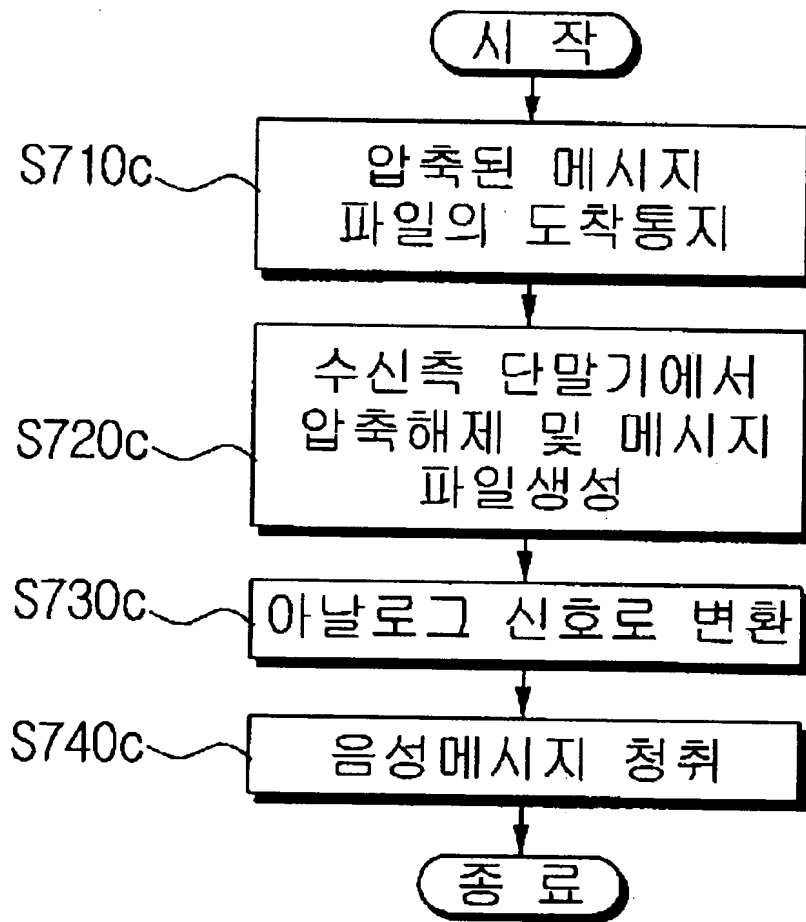 시 작
S710c
압축된 메시지
파일의 도착통지
S720c
수신측 단말기에서
압축해제 및 메시지
파일생성
S730c
아날로그 신호로 변환
S740c
음성메시지 청취
종 료